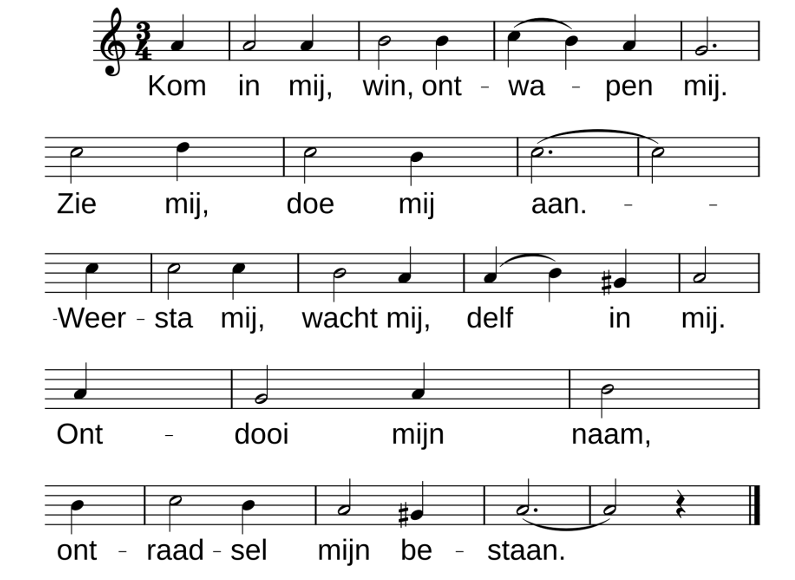 Kom in mij, win, ont - wa - pen mij.
Zie mij, doe mij aan. - -
-Weer - sta mij, wacht mij, delf in mij.
Ont - dooi mijn naam,
ont - raad - sel mijn be - staan.